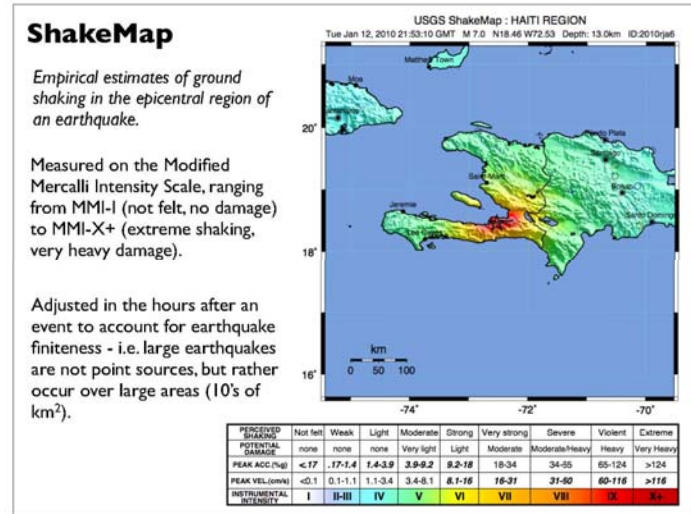 ShakeMap
Empirical estimates of ground
shaking in the epicentral region of
an earthquake.
Measured on the Modified
Mercalli Intensity Scale, ranging
from MMI-I (not felt, no damage)
to MMI-X+ (extreme shaking,
very heavy damage).
Adjusted in the hours after an
event to account for earthquake
finiteness - i.e. large earthquakes
are not point sources, but rather
occur over large areas (10's of
km²).
USGS ShakeMap : HAITI REGION
Tue Jan 12, 2010 21:53:10 GMT M 7.0 N18.46 W72.53 Depth: 13.0km ID:2010rja6
Town
Moa
20°
Plata
Saint-Marc
Jeremie
Santo Domingo
18°
km
0 50 100
16°
-74° -72° -70°
PERCEIVED SHAKING Not felt Weak Light Moderate Strong Very strong Severe Violent Extreme
POTENTIAL DAMAGE none none none Very light Light Moderate Moderate/Heavy Heavy Very Heavy
PEAK ACC.(%g) <.17 .17-1.4 1.4-3.9 3.9-9.2 9.2-18 18-34 34-65 65-124 >124
PEAK VEL.(cm/s) <0.1 0.1-1.1 1.1-3.4 3.4-8.1 8.1-16 16-31 31-60 60-116 >116
INSTRUMENTAL INTENSITY I II-III IV V VI VII VIII IX X+